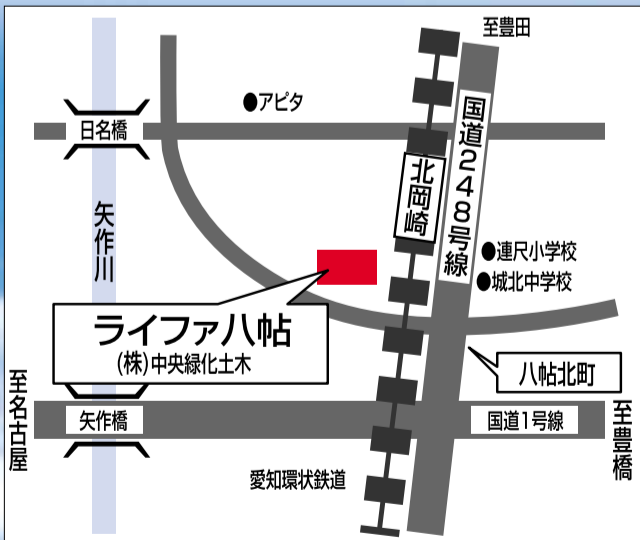 至豊田
●アピタ
日名橋
国道248号線
北岡崎
矢作川
●連尺小学校
●城北中学校
ライファ八帖
(株)中央緑化土木
八帖北町
至名古屋
矢作橋
国道1号線
至豊橋
愛知環状鉄道